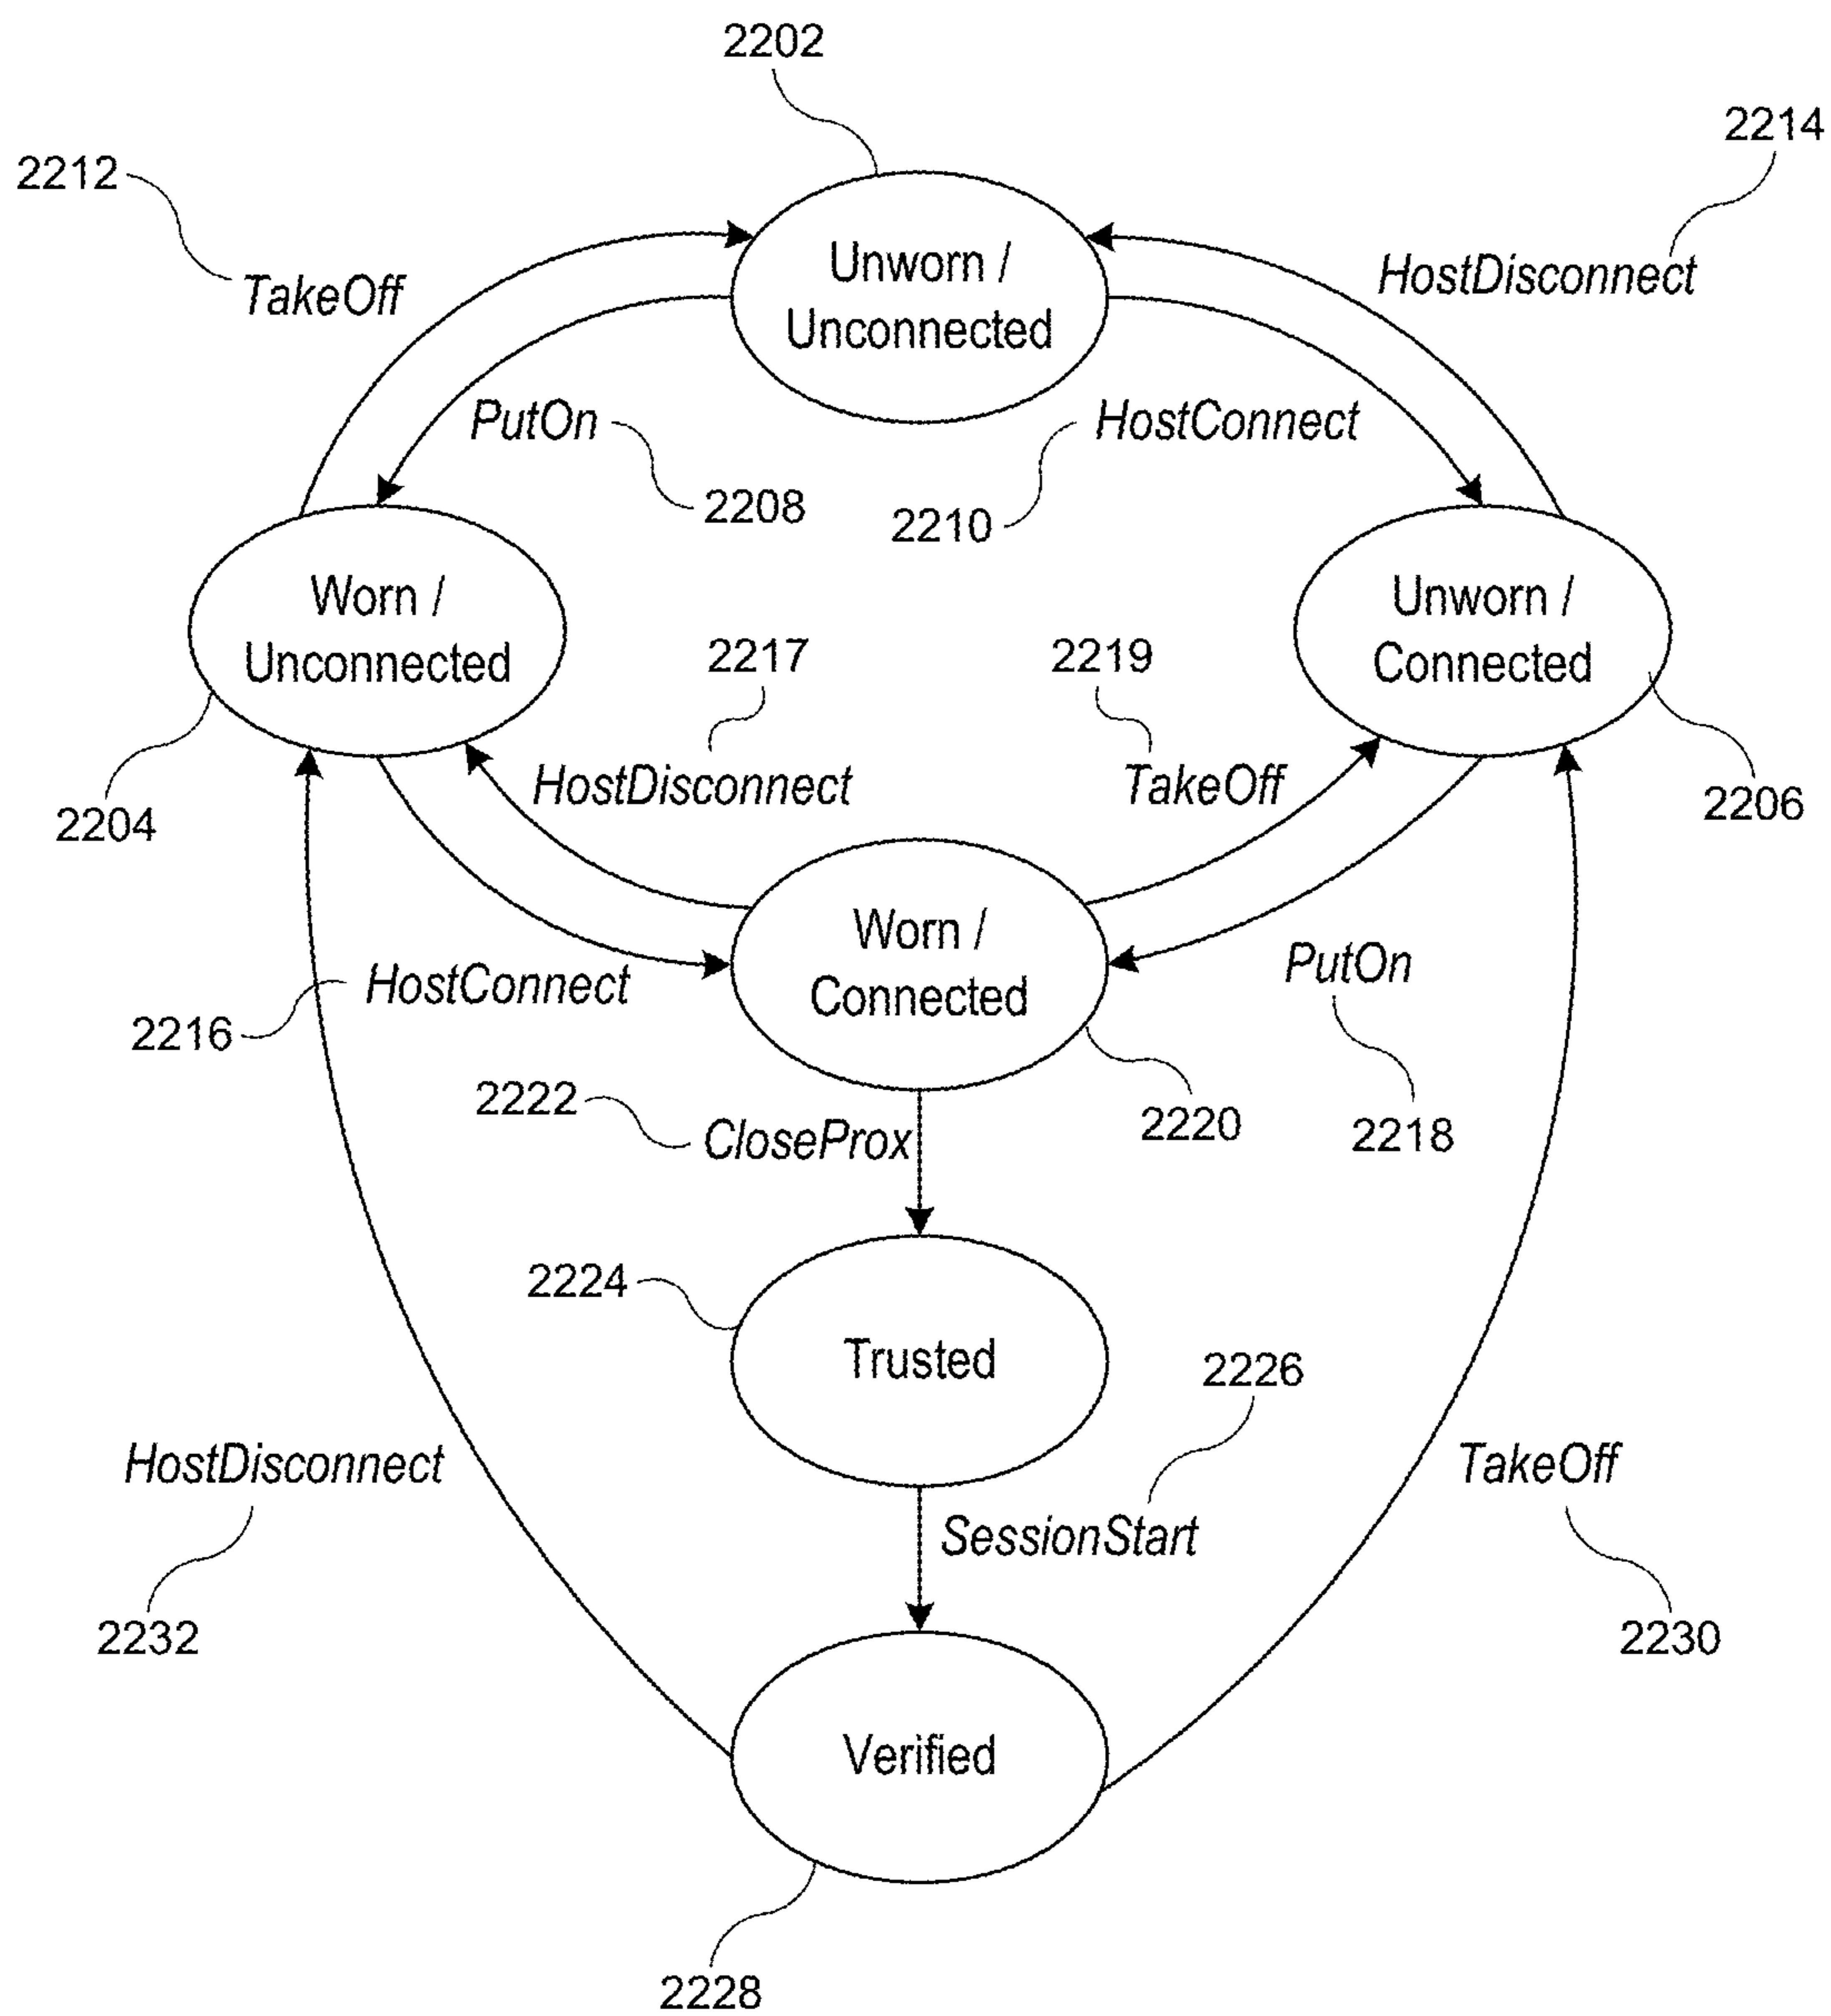 2202
2214
2212
Unworn /
Unconnected
HostDisconnect
TakeOff
PutOn
HostConnect
2208
2210
Worn /
Unconnected
Unworn /
Connected
2217
2219
HostDisconnect
TakeOff
2204
2206
Worn /
Connected
HostConnect
PutOn
2216
2222
CloseProx
2220
2218
2224
Trusted
2226
HostDisconnect
TakeOff
SessionStart
2232
2230
Verified
2228